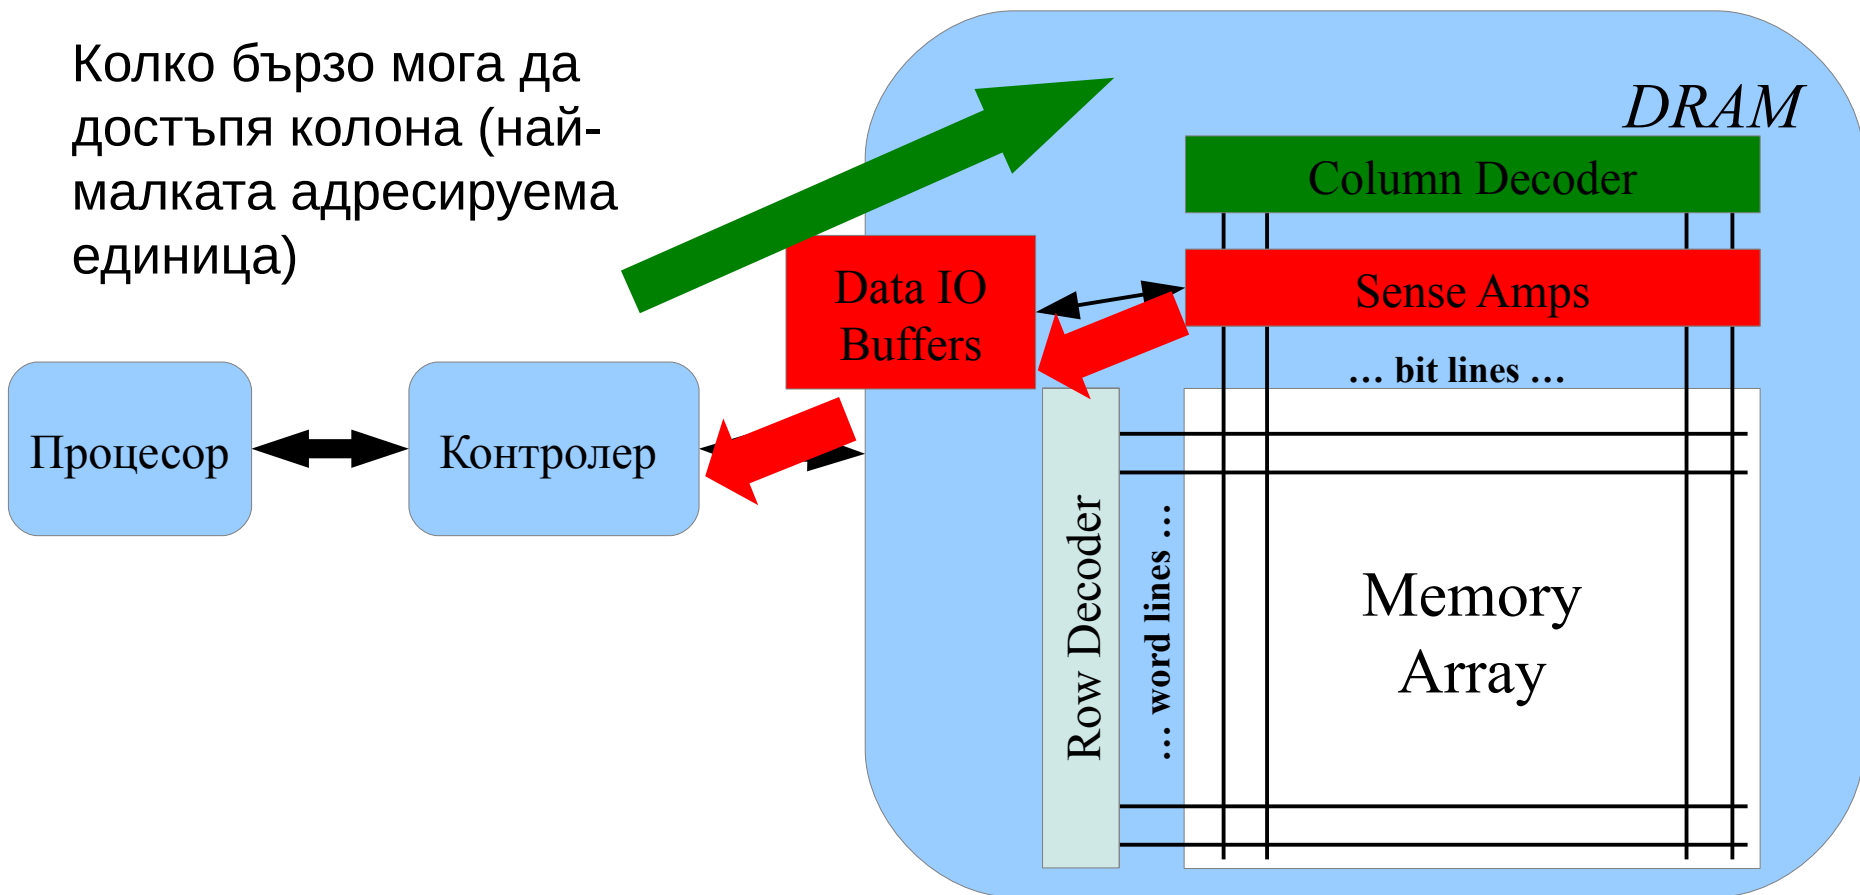 Колко бързо мога да
достъпя колона (най-
малката адресируема
единица)
DRAM
Column Decoder
Data IO
Buffers
Sense Amps
... bit lines ...
Процесор
Контролер
Row Decoder
... word lines ...
Memory
Array